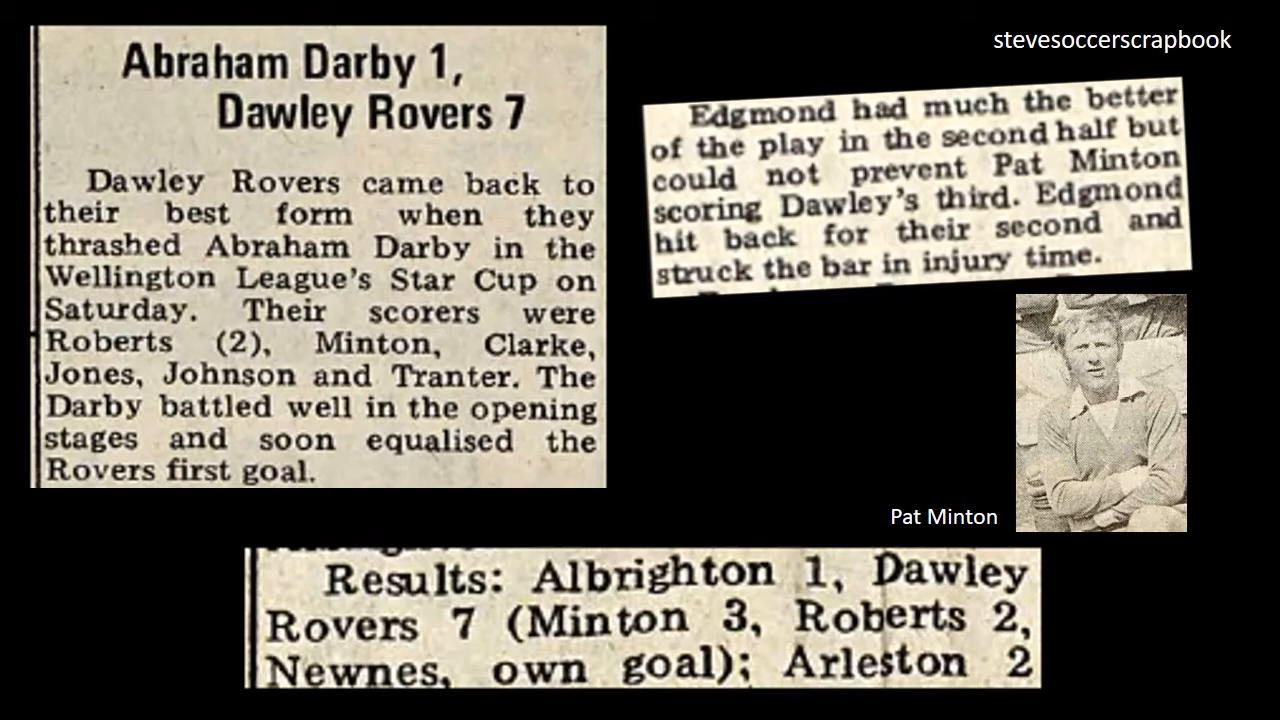 stevesoccerscrapbook
Abraham Darby 1,
Dawley Rovers 7
Dawley Rovers came back to
their best form when they
thrashed Abraham Darby in the
Wellington League's Star Cup on
Saturday. Their scorers were
Roberts (2), Minton, Clarke,
Jones, Johnson and Tranter. The
Darby battled well in the opening
stages and soon equalised the
Rovers first goal.
Edgmond had much the better
of the play in the second half but
could not prevent Pat Minton
scoring Dawley's third. Edgmond
hit back for their second and
struck the bar in injury time.
Pat Minton
Results: Albrighton 1, Dawley
Rovers 7 (Minton 3, Roberts 2,
Newnes, own goal); Arleston 2